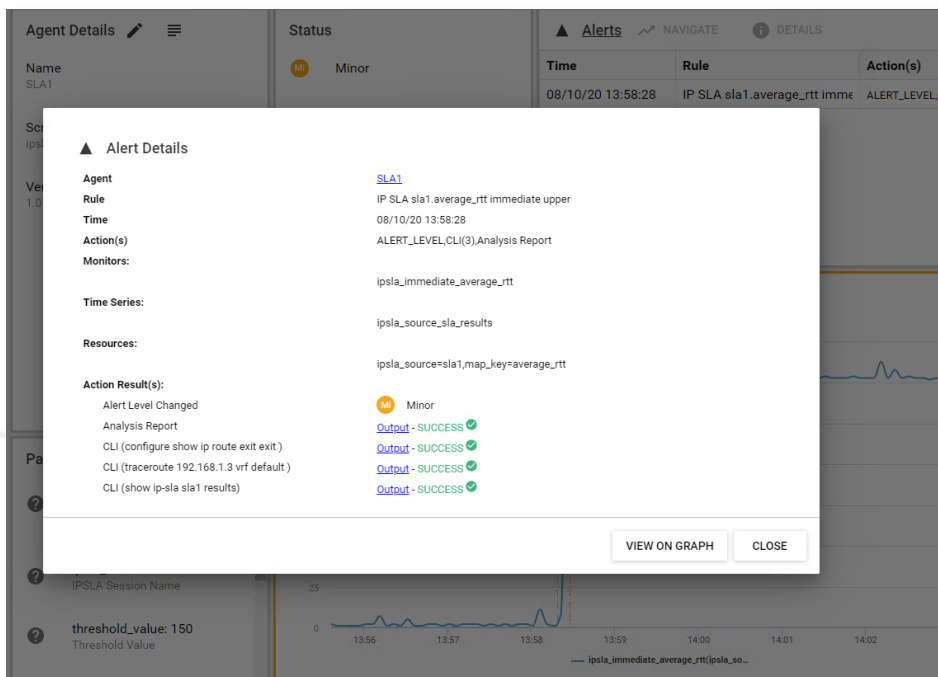 Agent Details
Status
Alerts
NAVIGATE
DETAILS
Name
SLA1
Mi
Minor
Time
Rule
Action(s)
08/10/20 13:58:28
IP SLA sla1.average_rtt imme
ALERT_LEVEL,
Alert Details
Agent SLA1
Rule IP SLA sla1.average_rtt immediate upper
Time 08/10/20 13:58:28
Action(s) ALERT_LEVEL,CLI(3),Analysis Report
Monitors:
ipsla_immediate_average_rtt
Time Series:
ipsla_source_sla_results
Resources:
ipsla_source=sla1,map_key=average_rtt
Action Result(s):
Alert Level Changed Mi Minor
Analysis Report Output - SUCCESS
CLI (configure show ip route exit exit ) Output - SUCCESS
CLI (traceroute 192.168.1.3 vrf default ) Output - SUCCESS
CLI (show ip-sla sla1 results) Output - SUCCESS
VIEW ON GRAPH
CLOSE
IPSLA Session Name
threshold_value: 150
Threshold Value
25
0
13:56
13:57
13:58
13:59
14:00
14:01
14:02
ipsla_immediate_average_rtt(ipsla_so...